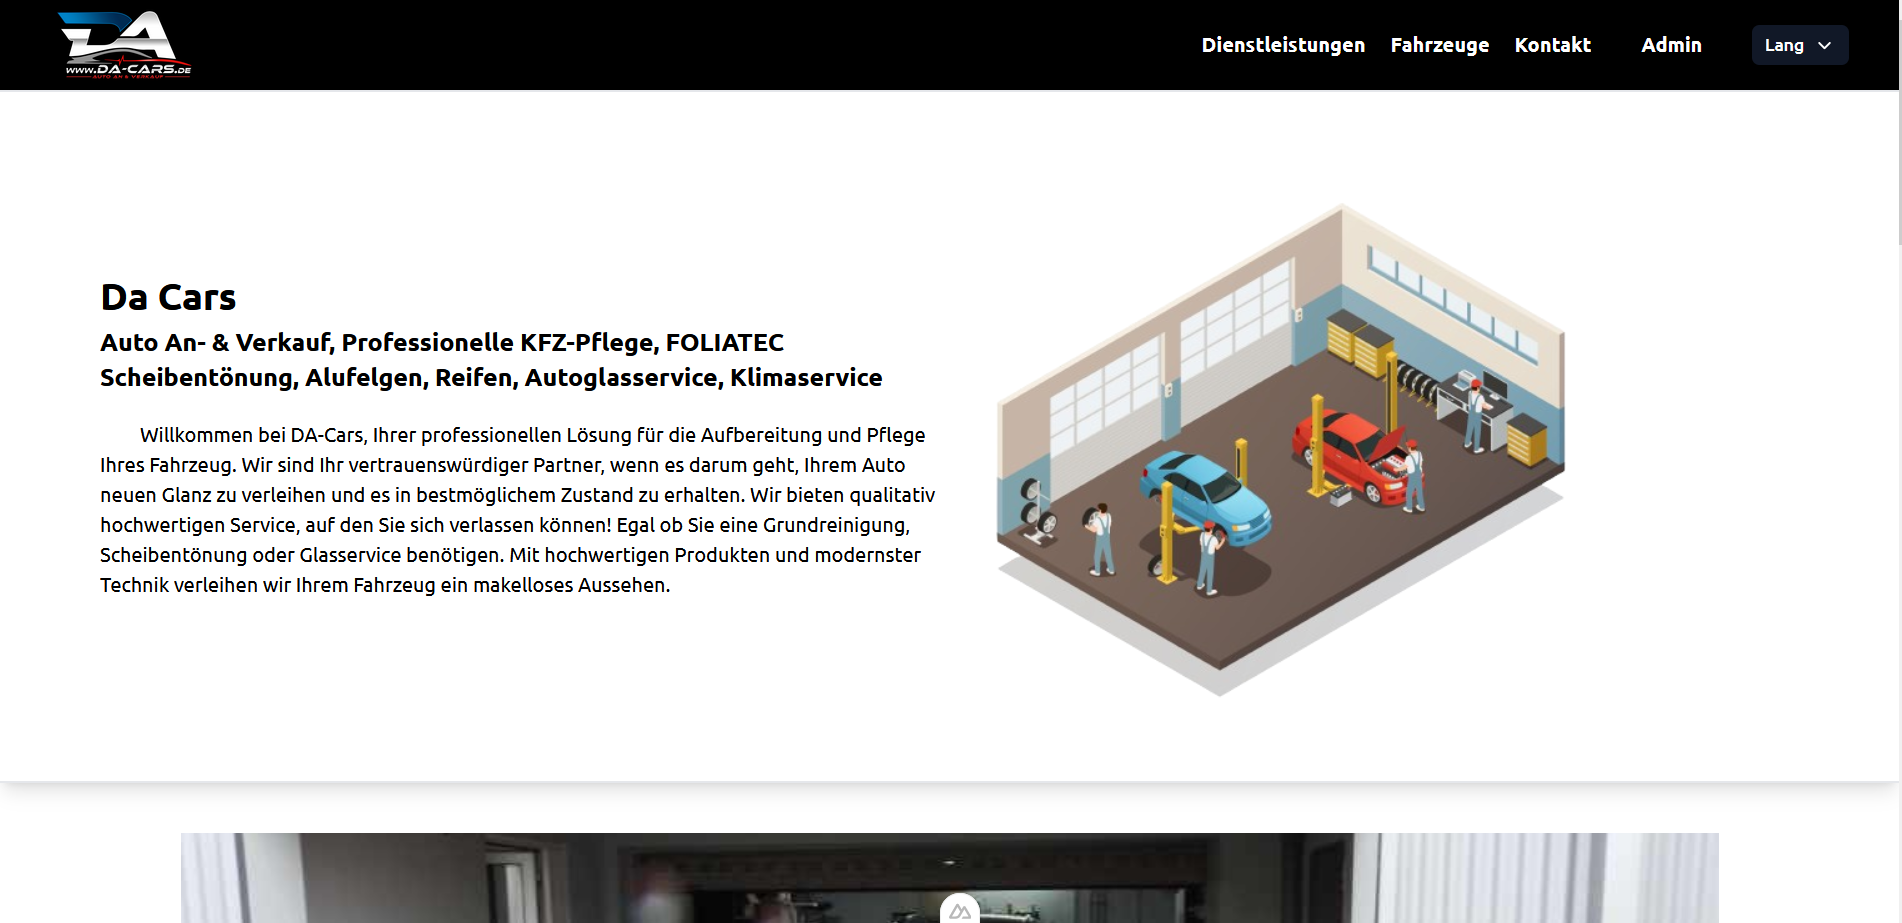 DA
WWW.DA-CARS.DE
AUTO AN & VERKAUF
Dienstleistungen Fahrzeuge Kontakt Admin Lang
Da Cars
Auto An- & Verkauf, Professionelle KFZ-Pflege, FOLIATEC
Scheibentönung, Alufelgen, Reifen, Autoglasservice, Klimaservice
Willkommen bei DA-Cars, Ihrer professionellen Lösung für die Aufbereitung und Pflege
Ihres Fahrzeug. Wir sind Ihr vertrauenswürdiger Partner, wenn es darum geht, Ihrem Auto
neuen Glanz zu verleihen und es in bestmöglichem Zustand zu erhalten. Wir bieten qualitativ
hochwertigen Service, auf den Sie sich verlassen können! Egal ob Sie eine Grundreinigung,
Scheibentönung oder Glasservice benötigen. Mit hochwertigen Produkten und modernster
Technik verleihen wir Ihrem Fahrzeug ein makelloses Aussehen.